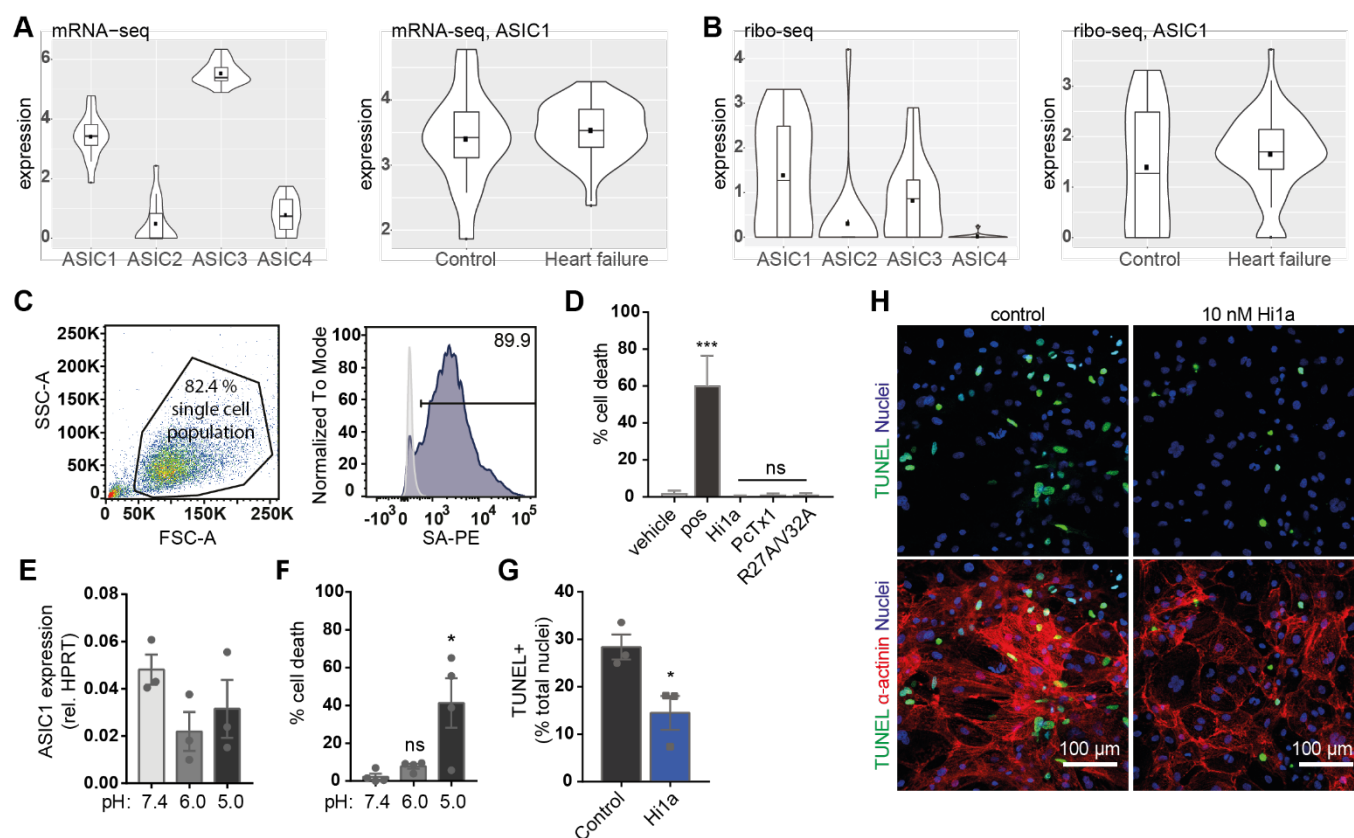 A
mRNA−seq
expression
6
4
2
0
ASIC1 ASIC2 ASIC3 ASIC4
mRNA-seq, ASIC1
expression
4
3
2
Control Heart failure
B
ribo-seq
expression
4
3
2
1
0
ASIC1 ASIC2 ASIC3 ASIC4
ribo-seq, ASIC1
expression
4
3
2
1
0
Control Heart failure
C
SSC-A
250K
200K
150K
100K
50K
0
82.4 %
single cell
population
0 50K 150K 250K
FSC-A
Normalized To Mode
100
80
60
40
20
0
89.9
-10³ 0 10³ 10⁴ 10⁵
SA-PE
D
% cell death
100
80
60
40
20
0
***
ns
vehicle
pos
Hi1a
PcTx1
R27A/V32A
E
ASIC1 expression
(rel. HPRT)
0.08
0.06
0.04
0.02
0.00
pH: 7.4 6.0 5.0
F
% cell death
100
80
60
40
20
0
ns
*
pH: 7.4 6.0 5.0
G
TUNEL+
(% total nuclei)
40
30
20
10
0
*
Control
Hi1a
H
control
10 nM Hi1a
TUNEL Nuclei
TUNEL α-actinin Nuclei
100 µm
100 µm